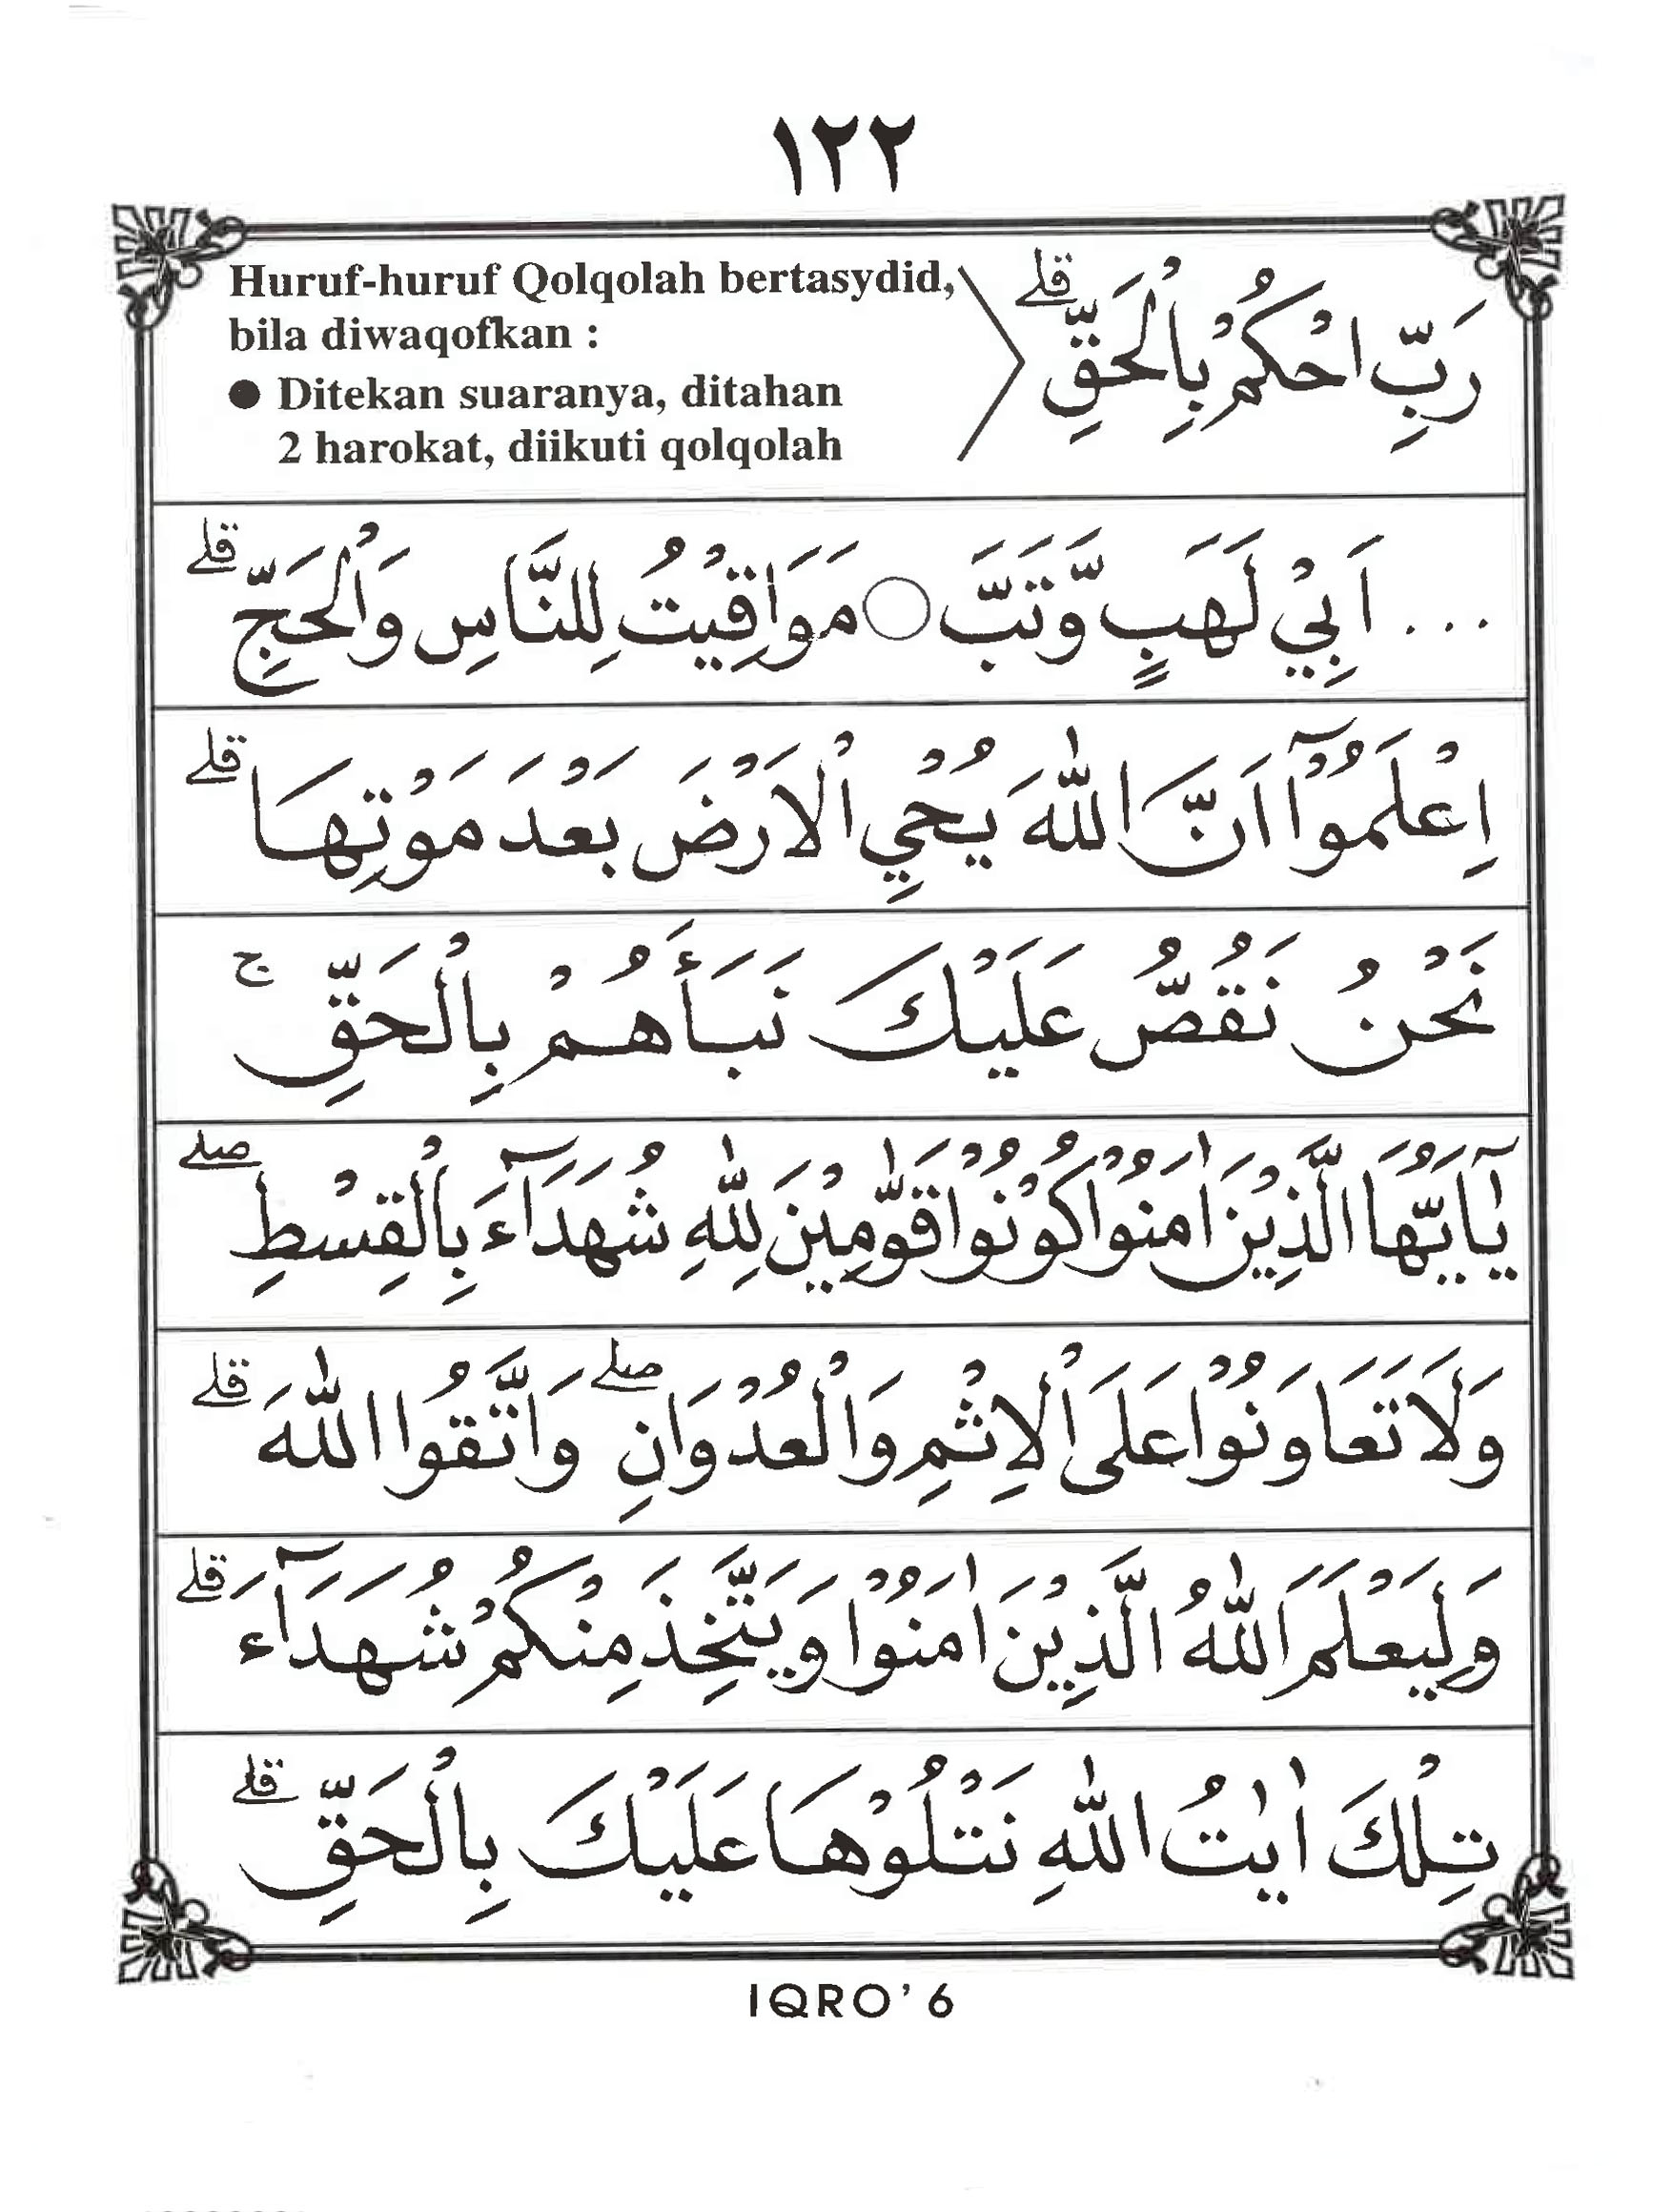 ١٢٢
رَبِّ احْكُمْ بِالْحَقِّ ۗ
Huruf-huruf Qolqolah bertasydid,
bila diwaqofkan :
● Ditekan suaranya, ditahan
2 harokat, diikuti qolqolah
... اَبِيْ لَهَبٍ وَّتَبَّ ○ مَوَاقِيْتُ لِلنَّاسِ وَالْحَجِّ ۗ
اِعْلَمُوْٓا اَنَّ اللّٰهَ يُحْيِ الْاَرْضَ بَعْدَ مَوْتِهَا ۗ
نَحْنُ نَقُصُّ عَلَيْكَ نَبَأَهُمْ بِالْحَقِّ ۚ
يٰٓاَيُّهَا الَّذِيْنَ اٰمَنُوْا كُوْنُوْا قَوّٰمِيْنَ لِلّٰهِ شُهَدَآءَ بِالْقِسْطِ ۖ
وَلَا تَعَاوَنُوْا عَلَى الْاِثْمِ وَالْعُدْوَانِ ۖ وَاتَّقُوا اللّٰهَ ۗ
وَلِيَعْلَمَ اللّٰهُ الَّذِيْنَ اٰمَنُوْا وَيَتَّخِذَ مِنْكُمْ شُهَدَآءَ ۗ
تِلْكَ اٰيٰتُ اللّٰهِ نَتْلُوْهَا عَلَيْكَ بِالْحَقِّ ۗ
IQRO' 6